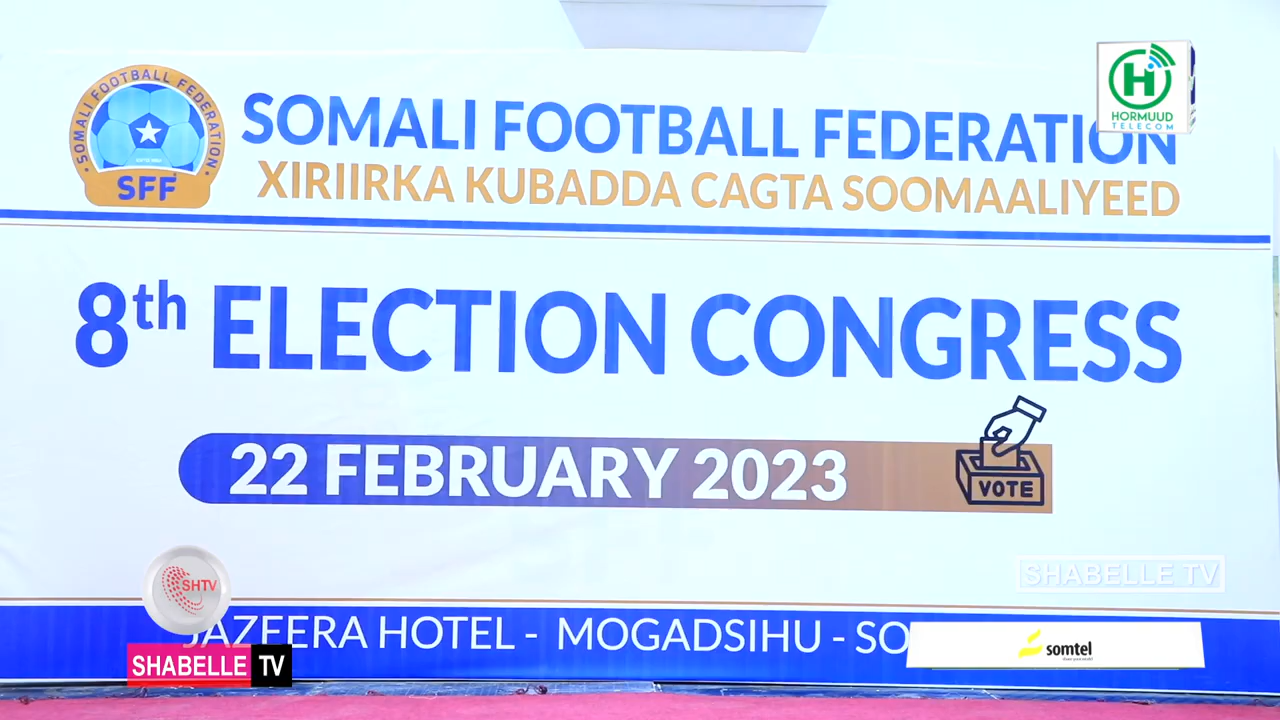 SOMALI FOOTBALL FEDERATION
SFF
SOMALI FOOTBALL FEDERATION
XIRIIRKA KUBADDA CAGTA SOOMAALIYEED
HORMUUD
TELECOM
8th ELECTION CONGRESS
22 FEBRUARY 2023
VOTE
SHTV
SHABELLE TV
JAZEERA HOTEL - MOGADSIHU - SO
SHABELLE TV
somtel